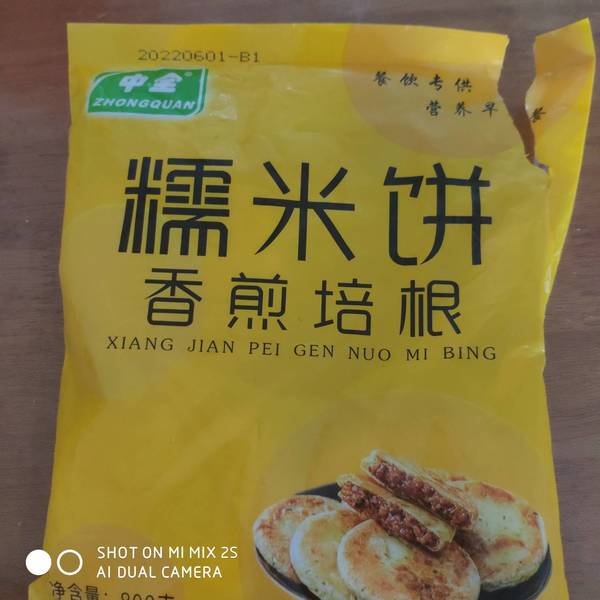 20220601-B1
中全®
ZHONGQUAN
餐饮专供
营养早餐
糯米饼
香煎培根
XIANG JIAN PEI GEN NUO MI BING
SHOT ON MI MIX 2S
AI DUAL CAMERA
净含量: